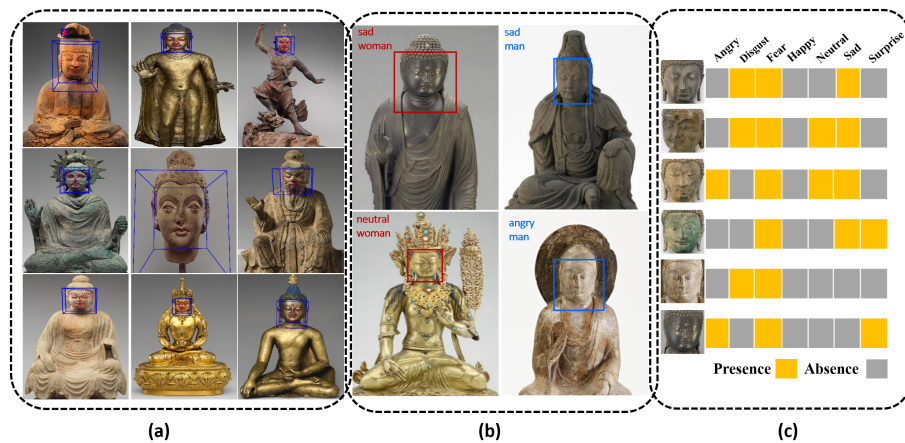 sad
woman
sad
man
neutral
woman
angry
man
Angry
Disgust
Fear
Happy
Neutral
Sad
Surprise
Presence
Absence
(a)
(b)
(c)